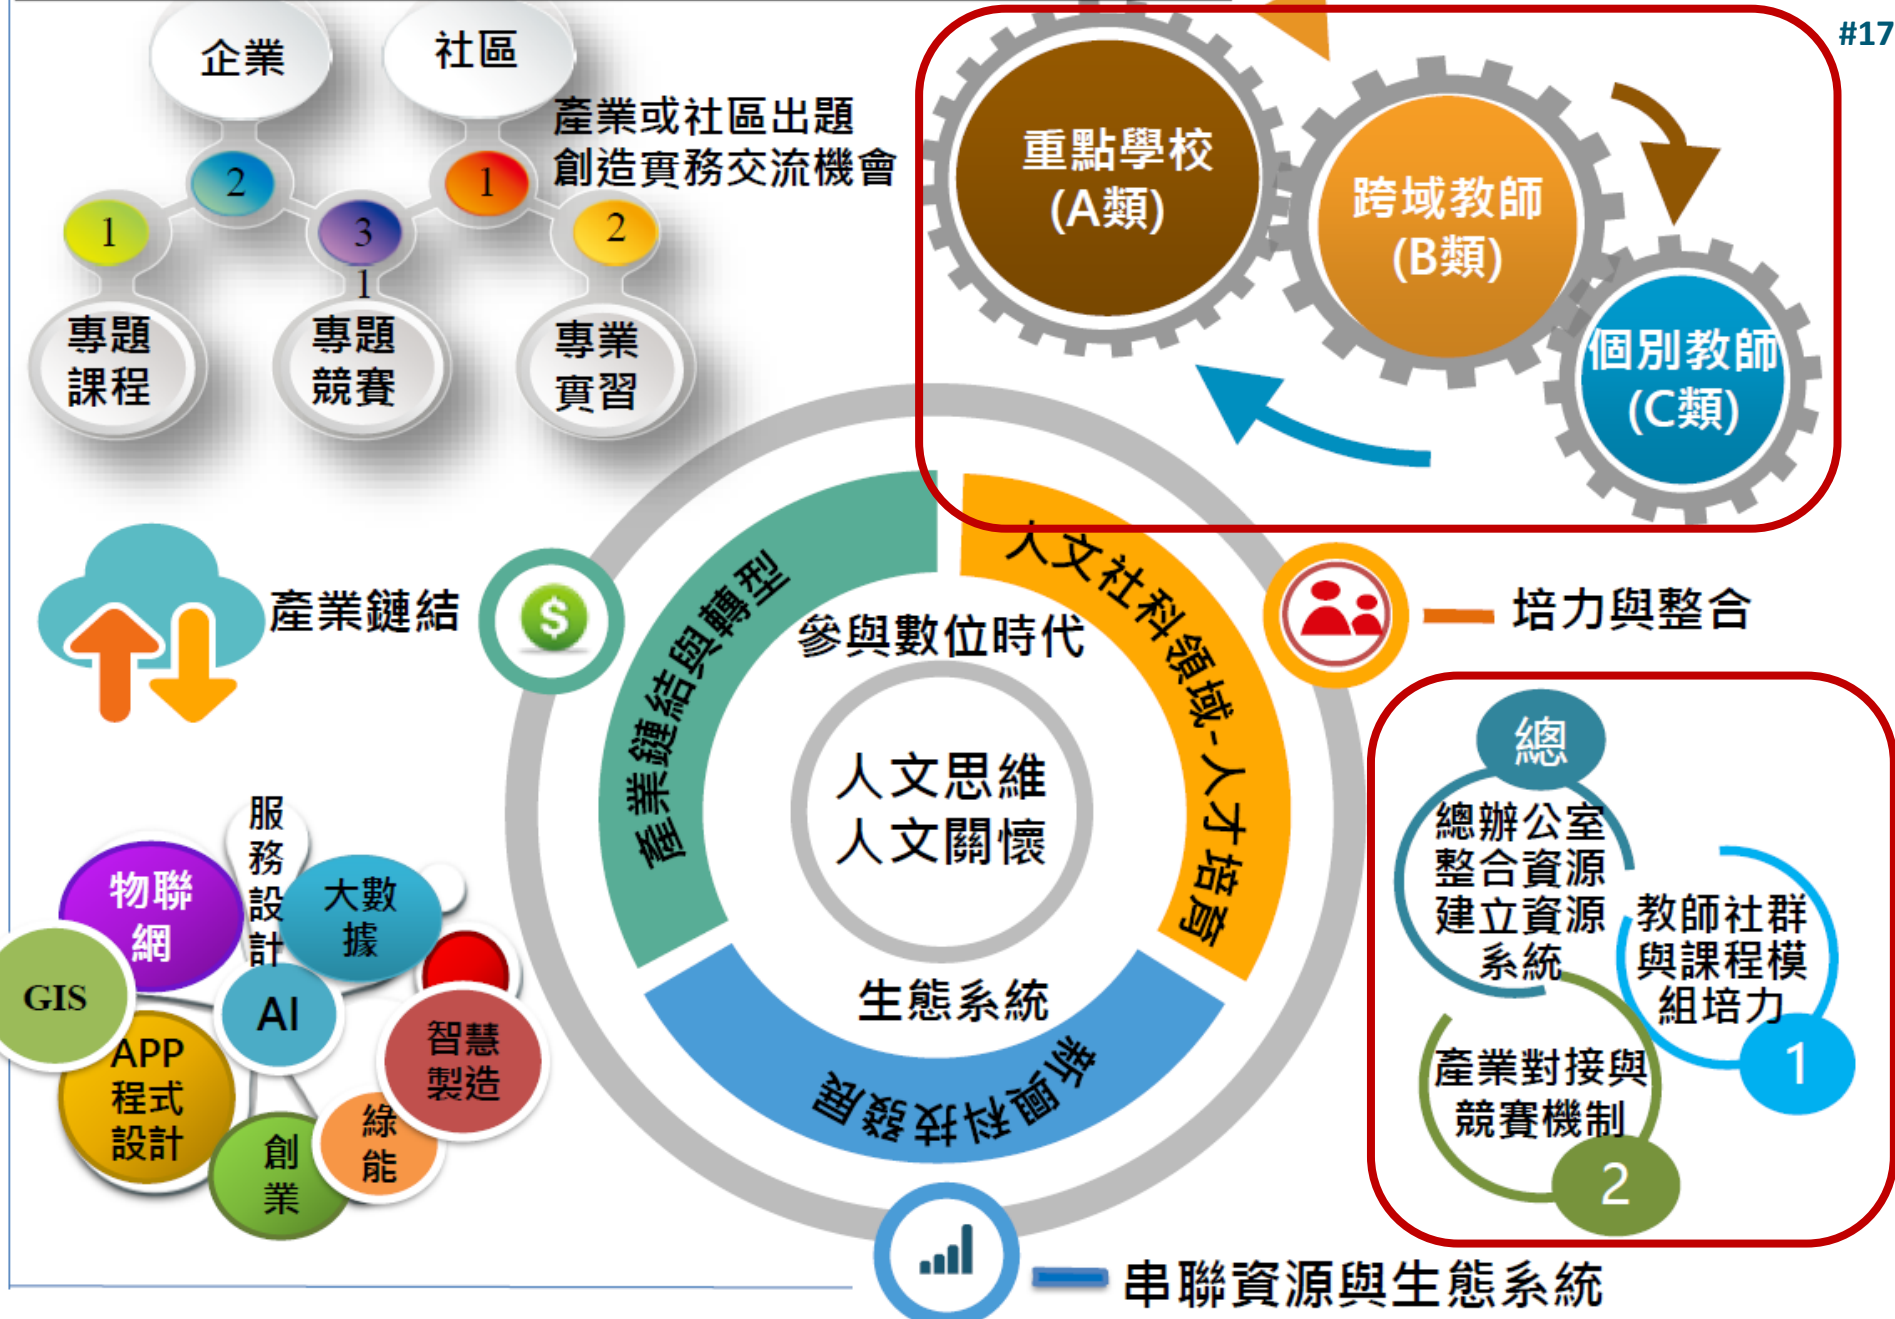 #17
企業
社區
產業或社區出題
創造實務交流機會
2
1
1
3
2
1
專題
課程
專題
競賽
專業
實習
重點學校
(A類)
跨域教師
(B類)
個別教師
(C類)
產業鏈結
$
培力與整合
產業鏈結與轉型
人文社科領域-人才培育
新興科技發展
參與數位時代
人文思維
人文關懷
生態系統
服
務
設
計
物聯
網
大數
據
GIS
AI
智慧
製造
APP
程式
設計
綠
能
創
業
總
總辦公室
整合資源
建立資源
系統
教師社群
與課程模
組培力
1
產業對接與
競賽機制
2
串聯資源與生態系統